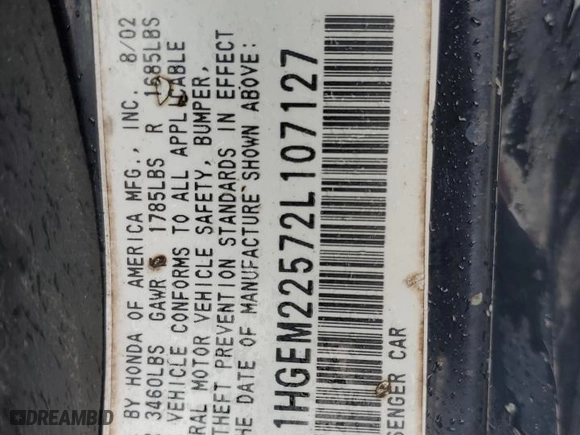 BY HONDA OF AMERICA MFG., INC. 8/02
3460LBS GAWR 1785LBS R 1685LBS
VEHICLE CONFORMS TO ALL APPLICABLE
RAL MOTOR VEHICLE SAFETY, BUMPER,
THEFT PREVENTION STANDARDS IN EFFECT
THE DATE OF MANUFACTURE SHOWN ABOVE:
1HGEM22572L107127
SENGER CAR
DREAMBID